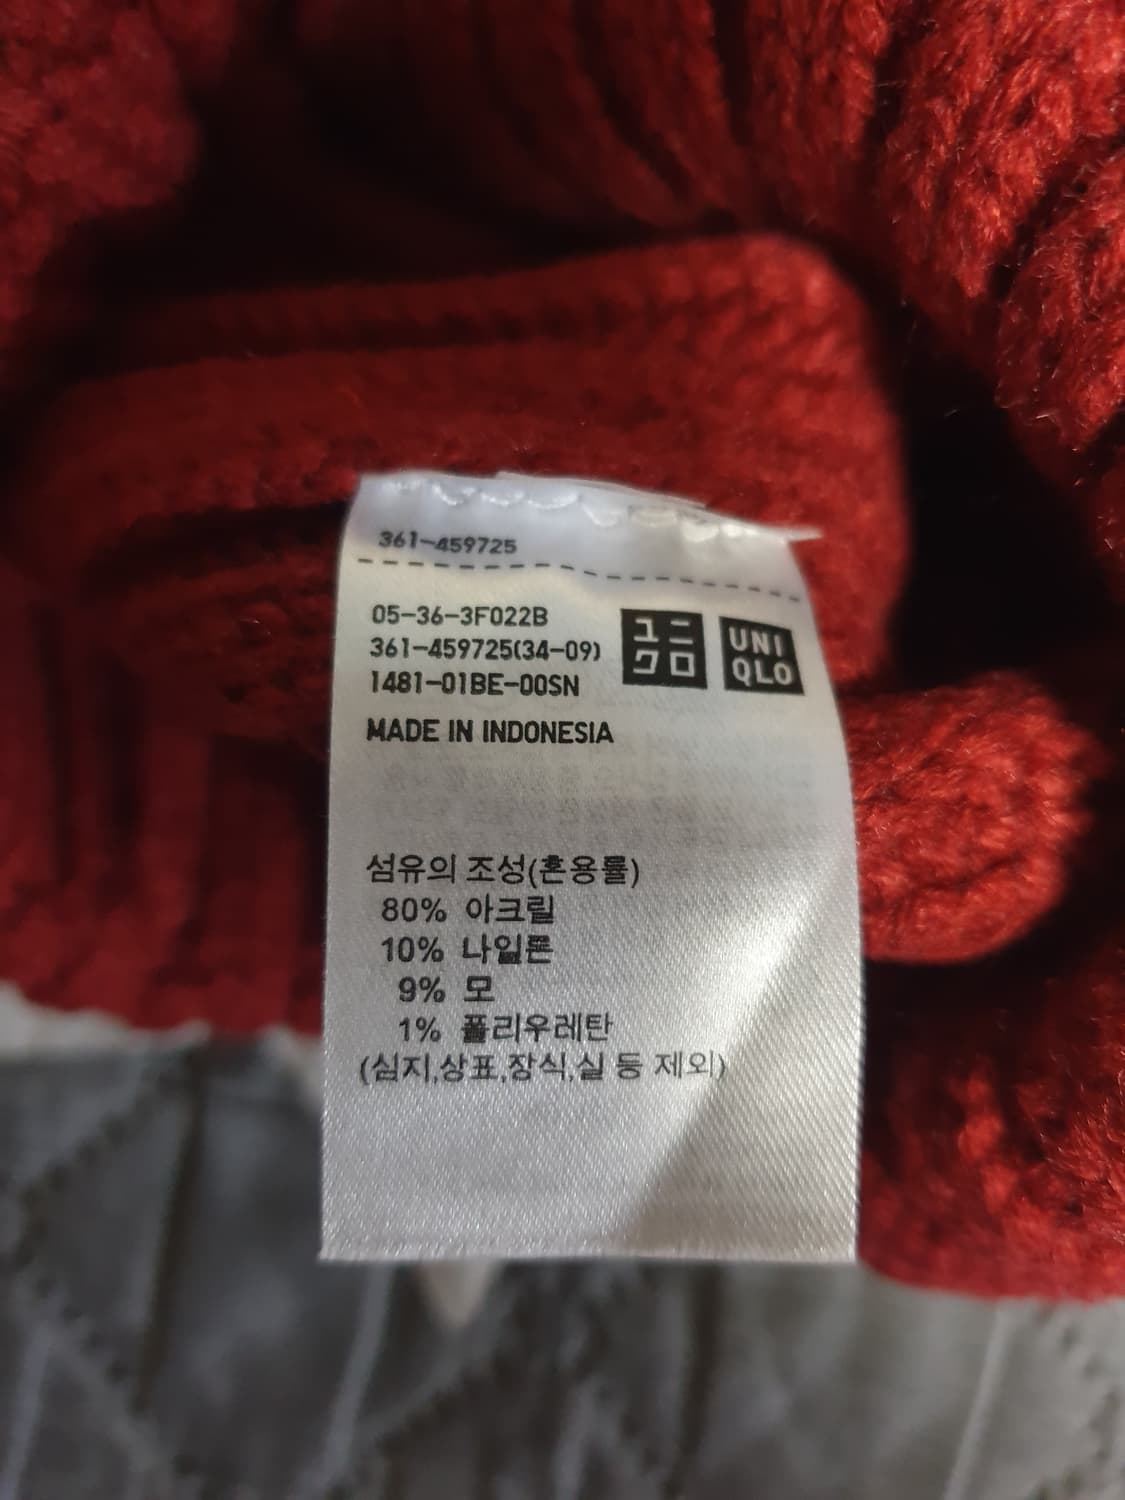 361-459725
05-36-3F022B
361-459725(34-09)
1481-01BE-00SN
ユニクロ
UNIQLO
MADE IN INDONESIA
섬유의 조성(혼용률)
80% 아크릴
10% 나일론
9% 모
1% 폴리우레탄
(심지,상표,장식,실 등 제외)